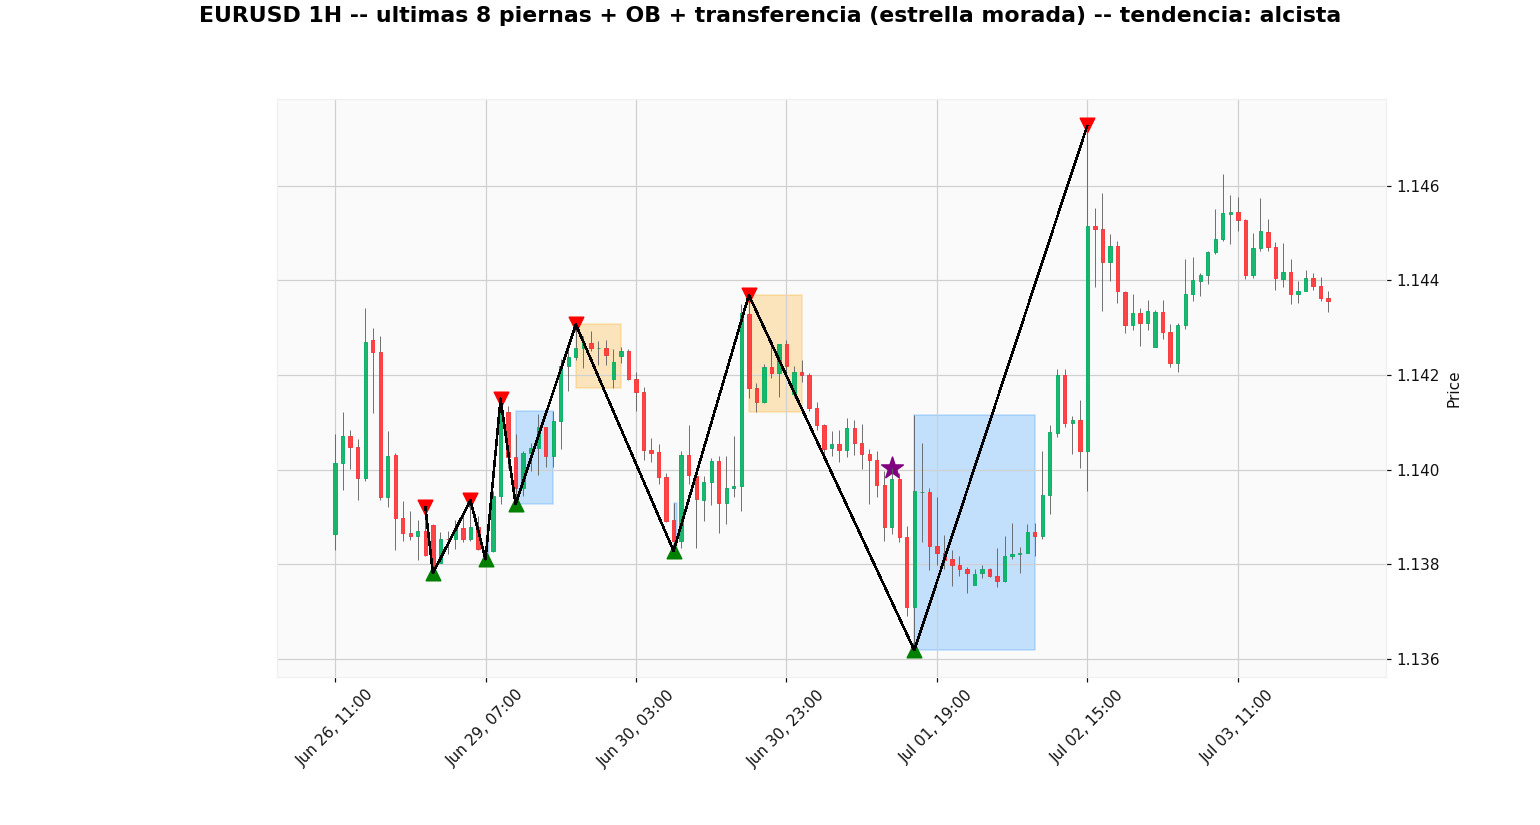 EURUSD 1H -- ultimas 8 piernas + OB + transferencia (estrella morada) -- tendencia: alcista
1.146
1.144
1.142
1.140
1.138
1.136
Price
Jun 26, 11:00
Jun 29, 07:00
Jun 30, 03:00
Jun 30, 23:00
Jul 01, 19:00
Jul 02, 15:00
Jul 03, 11:00